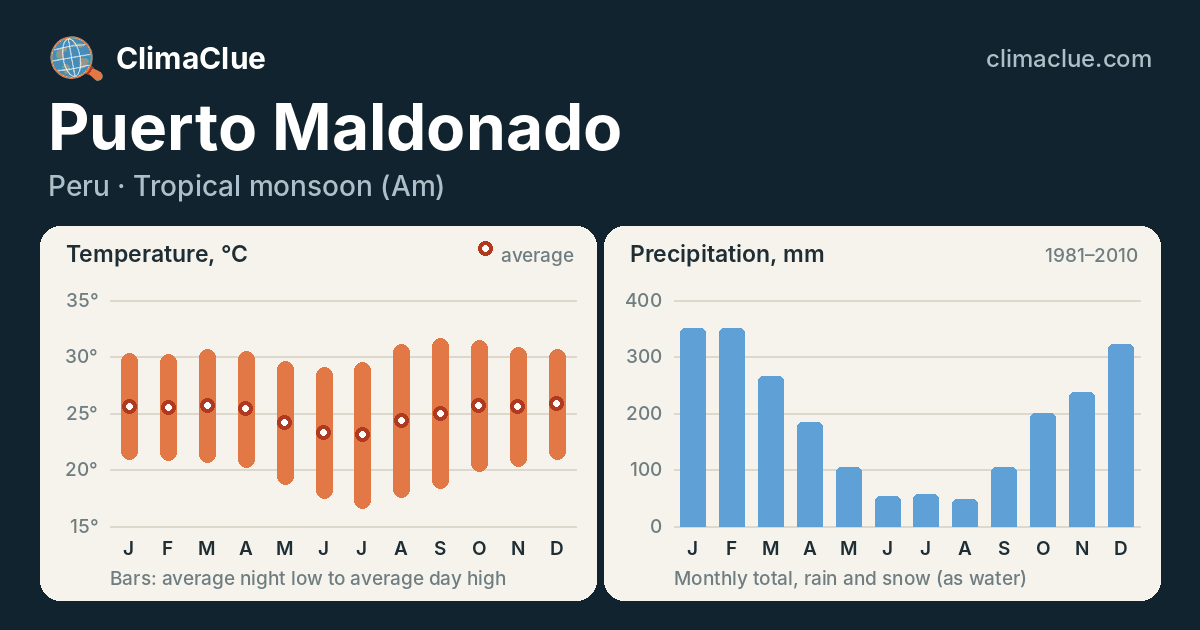 ClimaClue
climaclue.com
Puerto Maldonado
Peru · Tropical monsoon (Am)
Temperature, °C
average
35°
30°
25°
20°
15°
J F M A M J J A S O N D
Bars: average night low to average day high
Precipitation, mm
1981–2010
400
300
200
100
0
J F M A M J J A S O N D
Monthly total, rain and snow (as water)